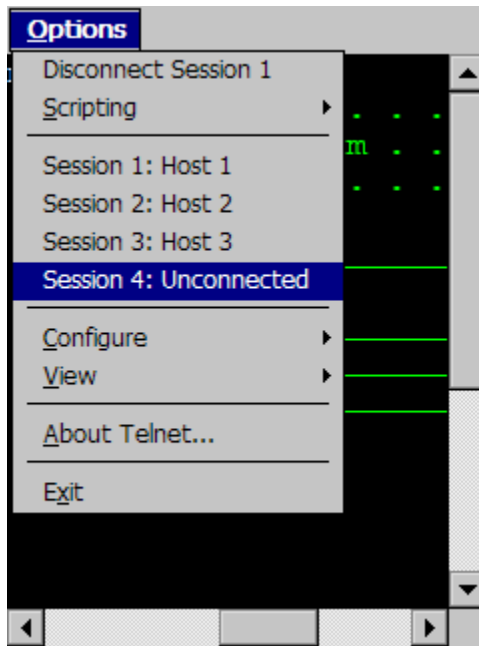 Options
Disconnect Session 1
Scripting
. . .
m . .
Session 1: Host 1
. . .
Session 2: Host 2
Session 3: Host 3
Session 4: Unconnected
Configure
View
About Telnet...
Exit